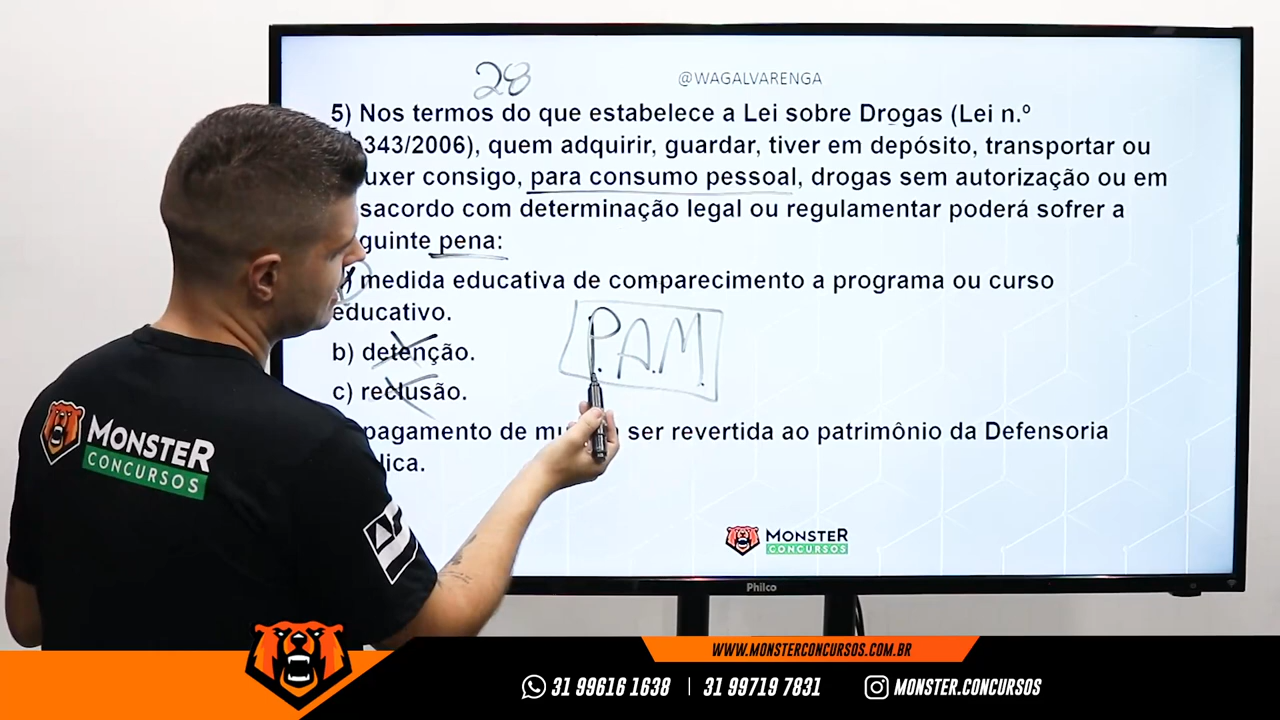 28
@WAGALVARENGA
5) Nos termos do que estabelece a Lei sobre Drogas (Lei n.º
343/2006), quem adquirir, guardar, tiver em depósito, transportar ou
uxer consigo, para consumo pessoal, drogas sem autorização ou em
sacordo com determinação legal ou regulamentar poderá sofrer a
guinte pena:
medida educativa de comparecimento a programa ou curso
educativo.
P.A.M.
b) detenção.
c) reclusão.
pagamento de mu ser revertida ao patrimônio da Defensoria
lica.
MONSTER
CONCURSOS
MONSTER
CONCURSOS
Philco
WWW.MONSTERCONCURSOS.COM.BR
31 99616 1638 | 31 99719 7831 MONSTER.CONCURSOS